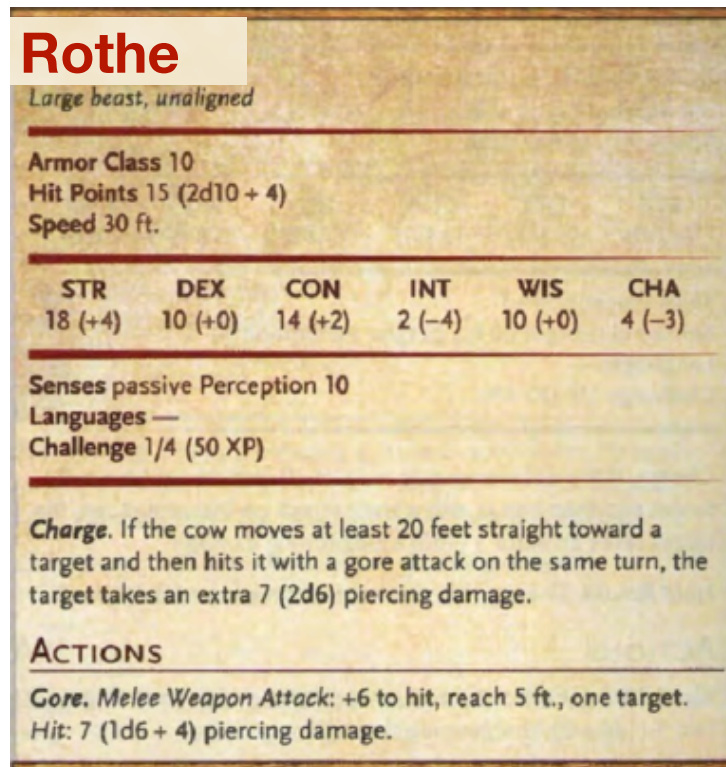 Rothe
Large beast, unaligned
Armor Class 10
Hit Points 15 (2d10 + 4)
Speed 30 ft.
STR DEX CON INT WIS CHA
18 (+4) 10 (+0) 14 (+2) 2 (−4) 10 (+0) 4 (−3)
Senses passive Perception 10
Languages —
Challenge 1/4 (50 XP)
Charge. If the cow moves at least 20 feet straight toward a
target and then hits it with a gore attack on the same turn, the
target takes an extra 7 (2d6) piercing damage.
ACTIONS
Gore. Melee Weapon Attack: +6 to hit, reach 5 ft., one target.
Hit: 7 (1d6 + 4) piercing damage.